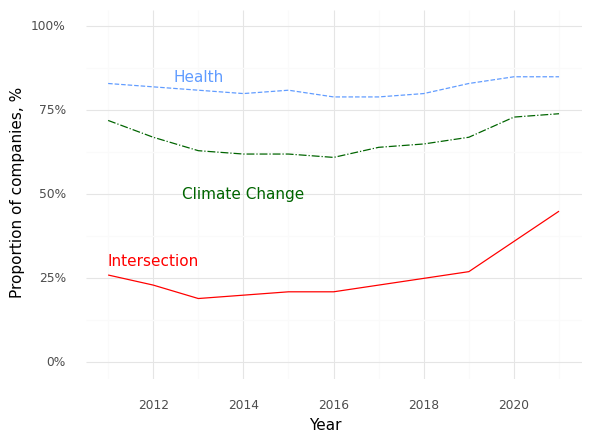 100%
Health
75%
Climate Change
50%
Intersection
25%
0%
Proportion of companies, %
2012 2014 2016 2018 2020
Year